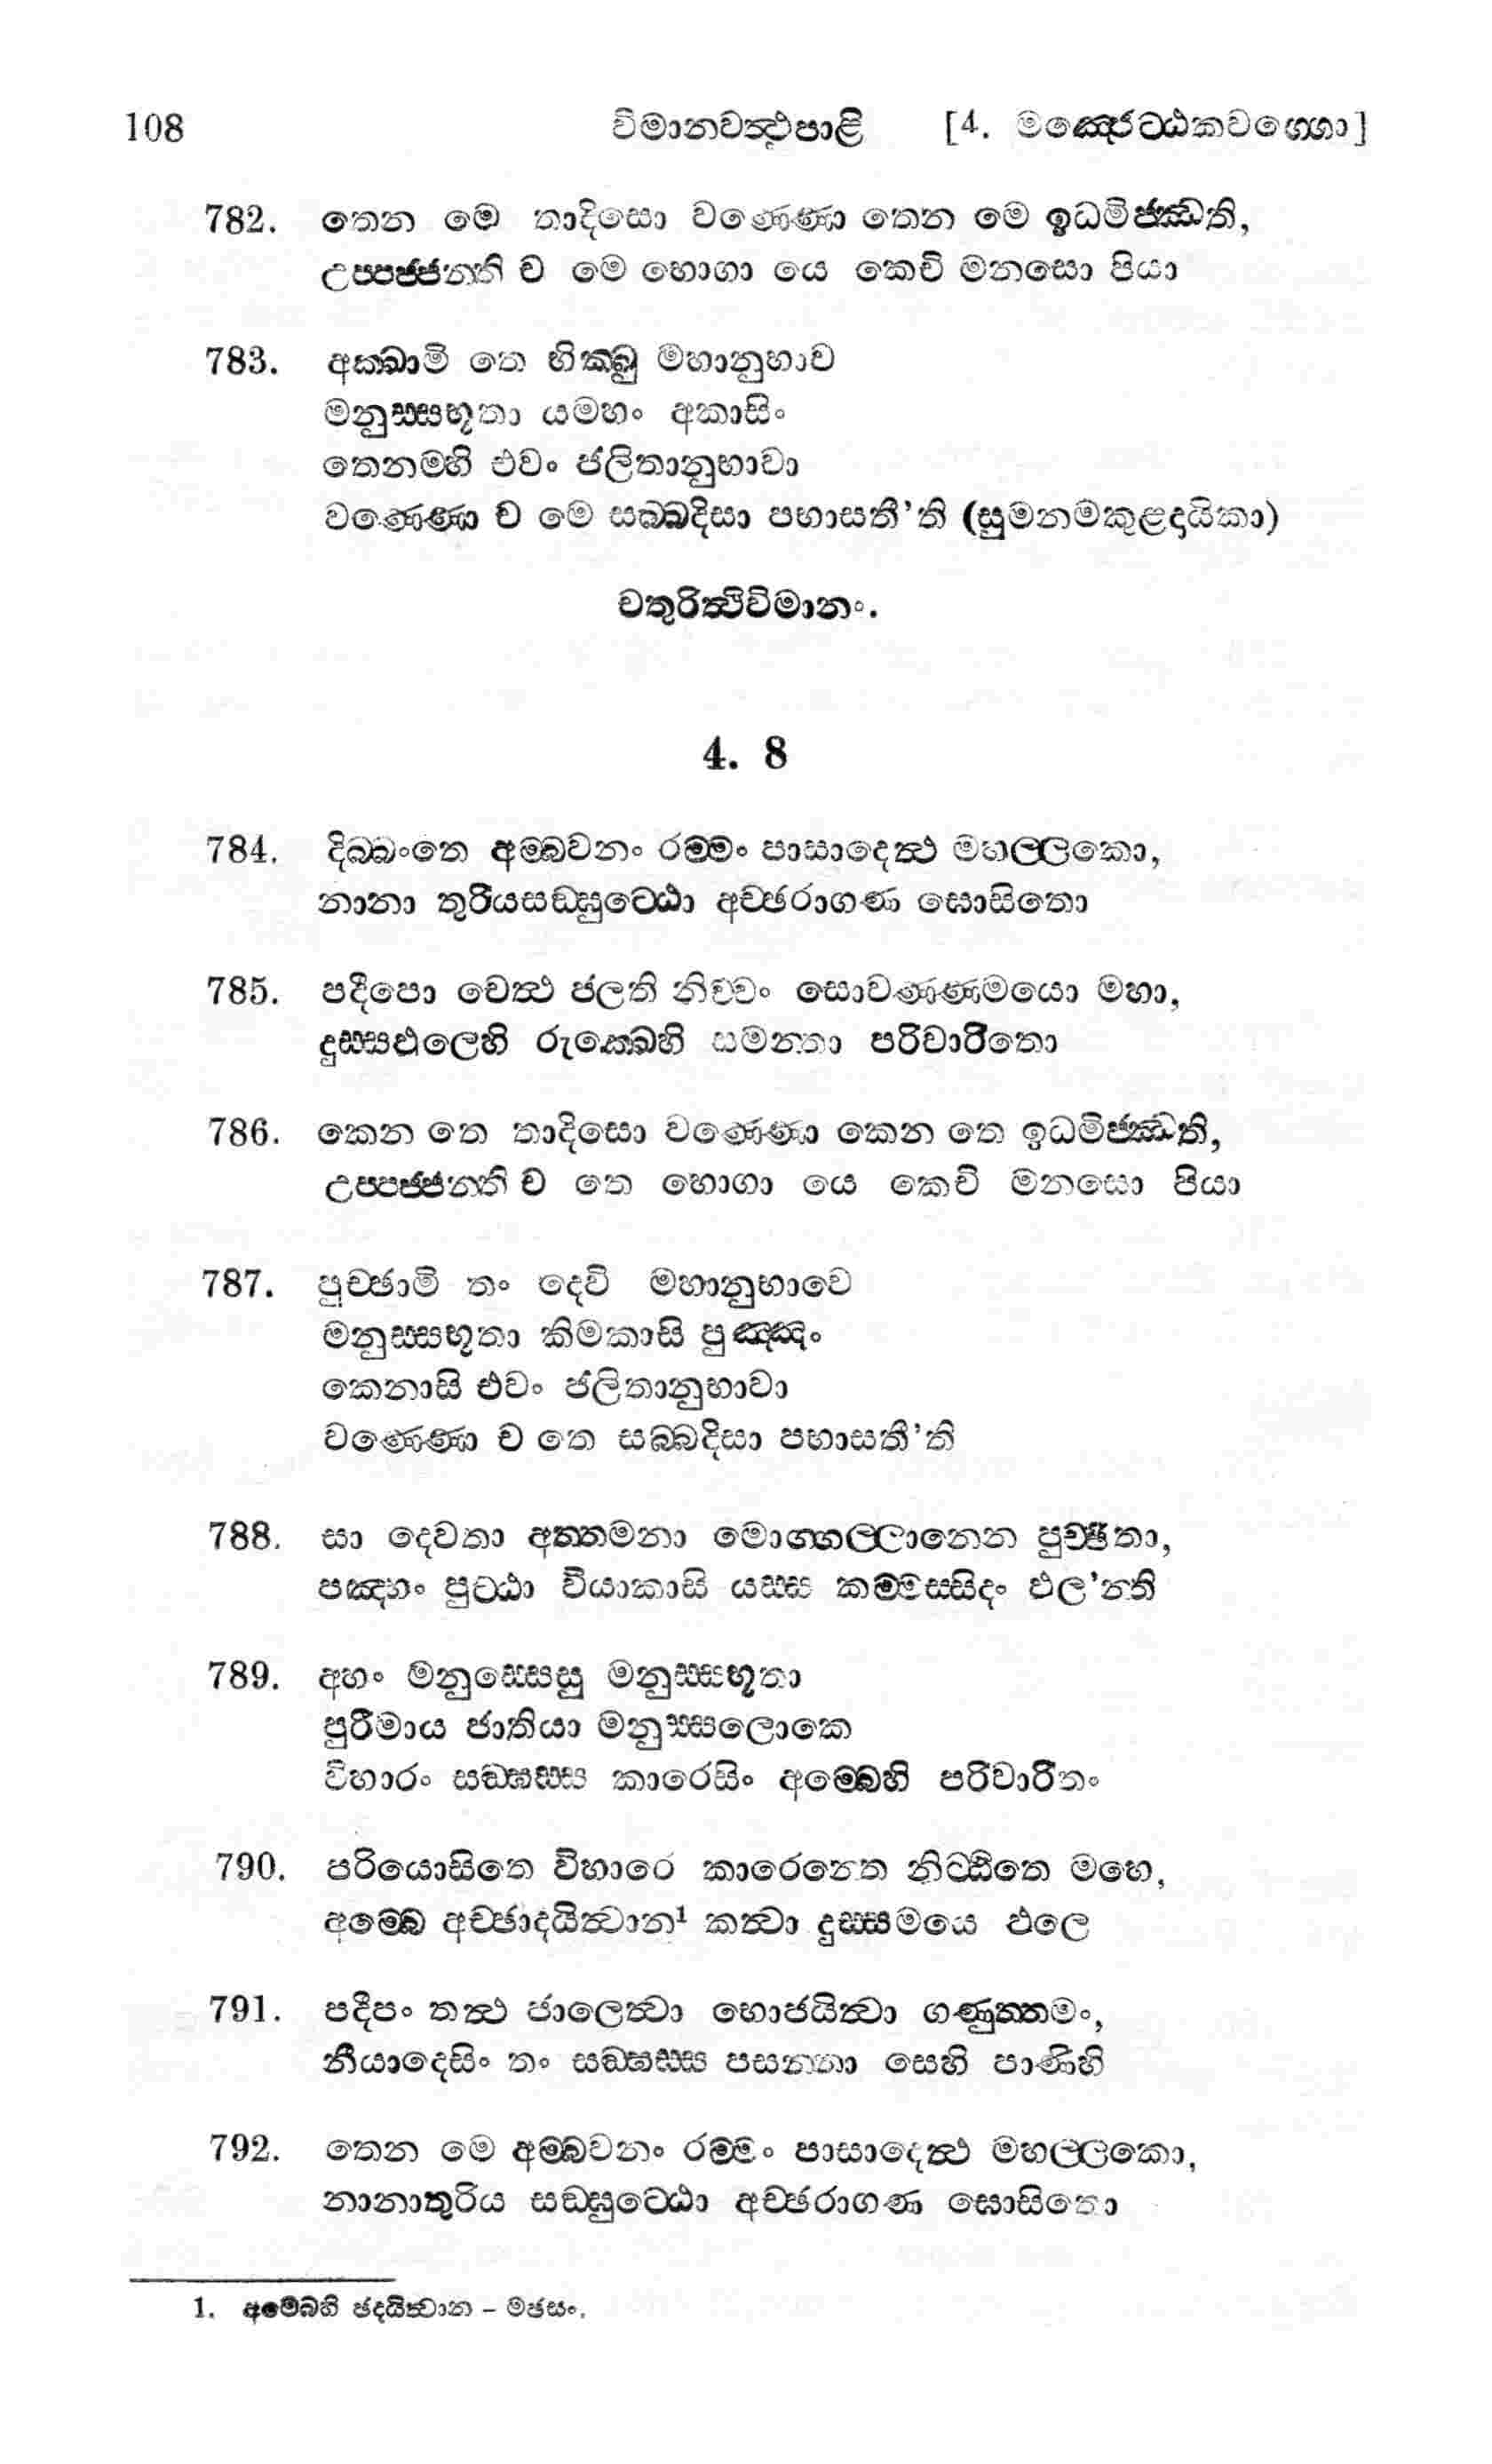 108 විමානවත්‍ථුපාළි [4. මඤ්ජෙට්ඨකවග්ගො]
782. තෙන මෙ තාදිසො වණ්ණො තෙන මෙ ඉධමිජ්ඣති,
උප්පජ්ජන්ති ච මෙ භොගා යෙ කෙචි මනසො පියා
783. අක්ඛාමි තෙ භික්ඛු මහානුභාව
මනුස්සභූතා යමහං අකාසිං
තෙනම්හි එවං ජලිතානුභාවා
වණ්ණො ච මෙ සබ්බදිසා පභාසතී’ති (සුමනමකුළදායිකා)
චතුරිත්‍ථිවිමානං.
4. 8
784. දිබ්බංතෙ අම්බවනං රම්මං පාසාදෙත්‍ථ මහල්ලකො,
නානා තුරියසඞ්ඝුට්ඨො අච්ඡරාගණ ඝොසිතො
785. පදීපො චෙත්‍ථ ජලති නිච්චං සොවණ්ණමයො මහා,
දුස්සඵලෙහි රුක්ඛෙහි සමන්තා පරිවාරිතො
786. කෙන තෙ තාදිසො වණ්ණො කෙන තෙ ඉධමිජ්ඣති,
උප්පජ්ජන්ති ච තෙ භොගා යෙ කෙචි මනසො පියා
787. පුච්ඡාමි තං දෙවි මහානුභාවෙ
මනුස්සභූතා කිමකාසි පුඤ්ඤං
කෙනාසි එවං ජලිතානුභාවා
වණ්ණො ච තෙ සබ්බදිසා පභාසතී’ති
788. සා දෙවතා අත්තමනා මොග්ගල්ලානෙන පුච්ඡිතා,
පඤ්හං පුට්ඨා වියාකාසි යස්ස කම්මස්සිදං ඵල’න්ති
789. අහං මනුස්සෙසු මනුස්සභූතා
පුරිමාය ජාතියා මනුස්සලොකෙ
විහාරං සඞ්ඝස්ස කාරෙසිං අම්බෙහි පරිවාරිතං
790. පරියොසිතෙ විහාරෙ කාරෙන්තෙ නිට්ඨිතෙ මහෙ,
අම්බෙ අච්ඡාදයිත්‍වාන¹ කත්‍වා දුස්සමයෙ ඵලෙ
791. පදීපං තත්‍ථ ජාලෙත්‍වා භොජයිත්‍වා ගණුත්තමං,
නීයාදෙසිං තං සඞ්ඝස්ස පසන්නා සෙහි පාණිහි
792. තෙන මෙ අම්බවනං රම්මං පාසාදෙත්‍ථ මහල්ලකො,
නානාතුරිය සඞ්ඝුට්ඨො අච්ඡරාගණ ඝොසිතො
1. අම්බෙහි ඡදයිත්‍වාන – මඡසං.